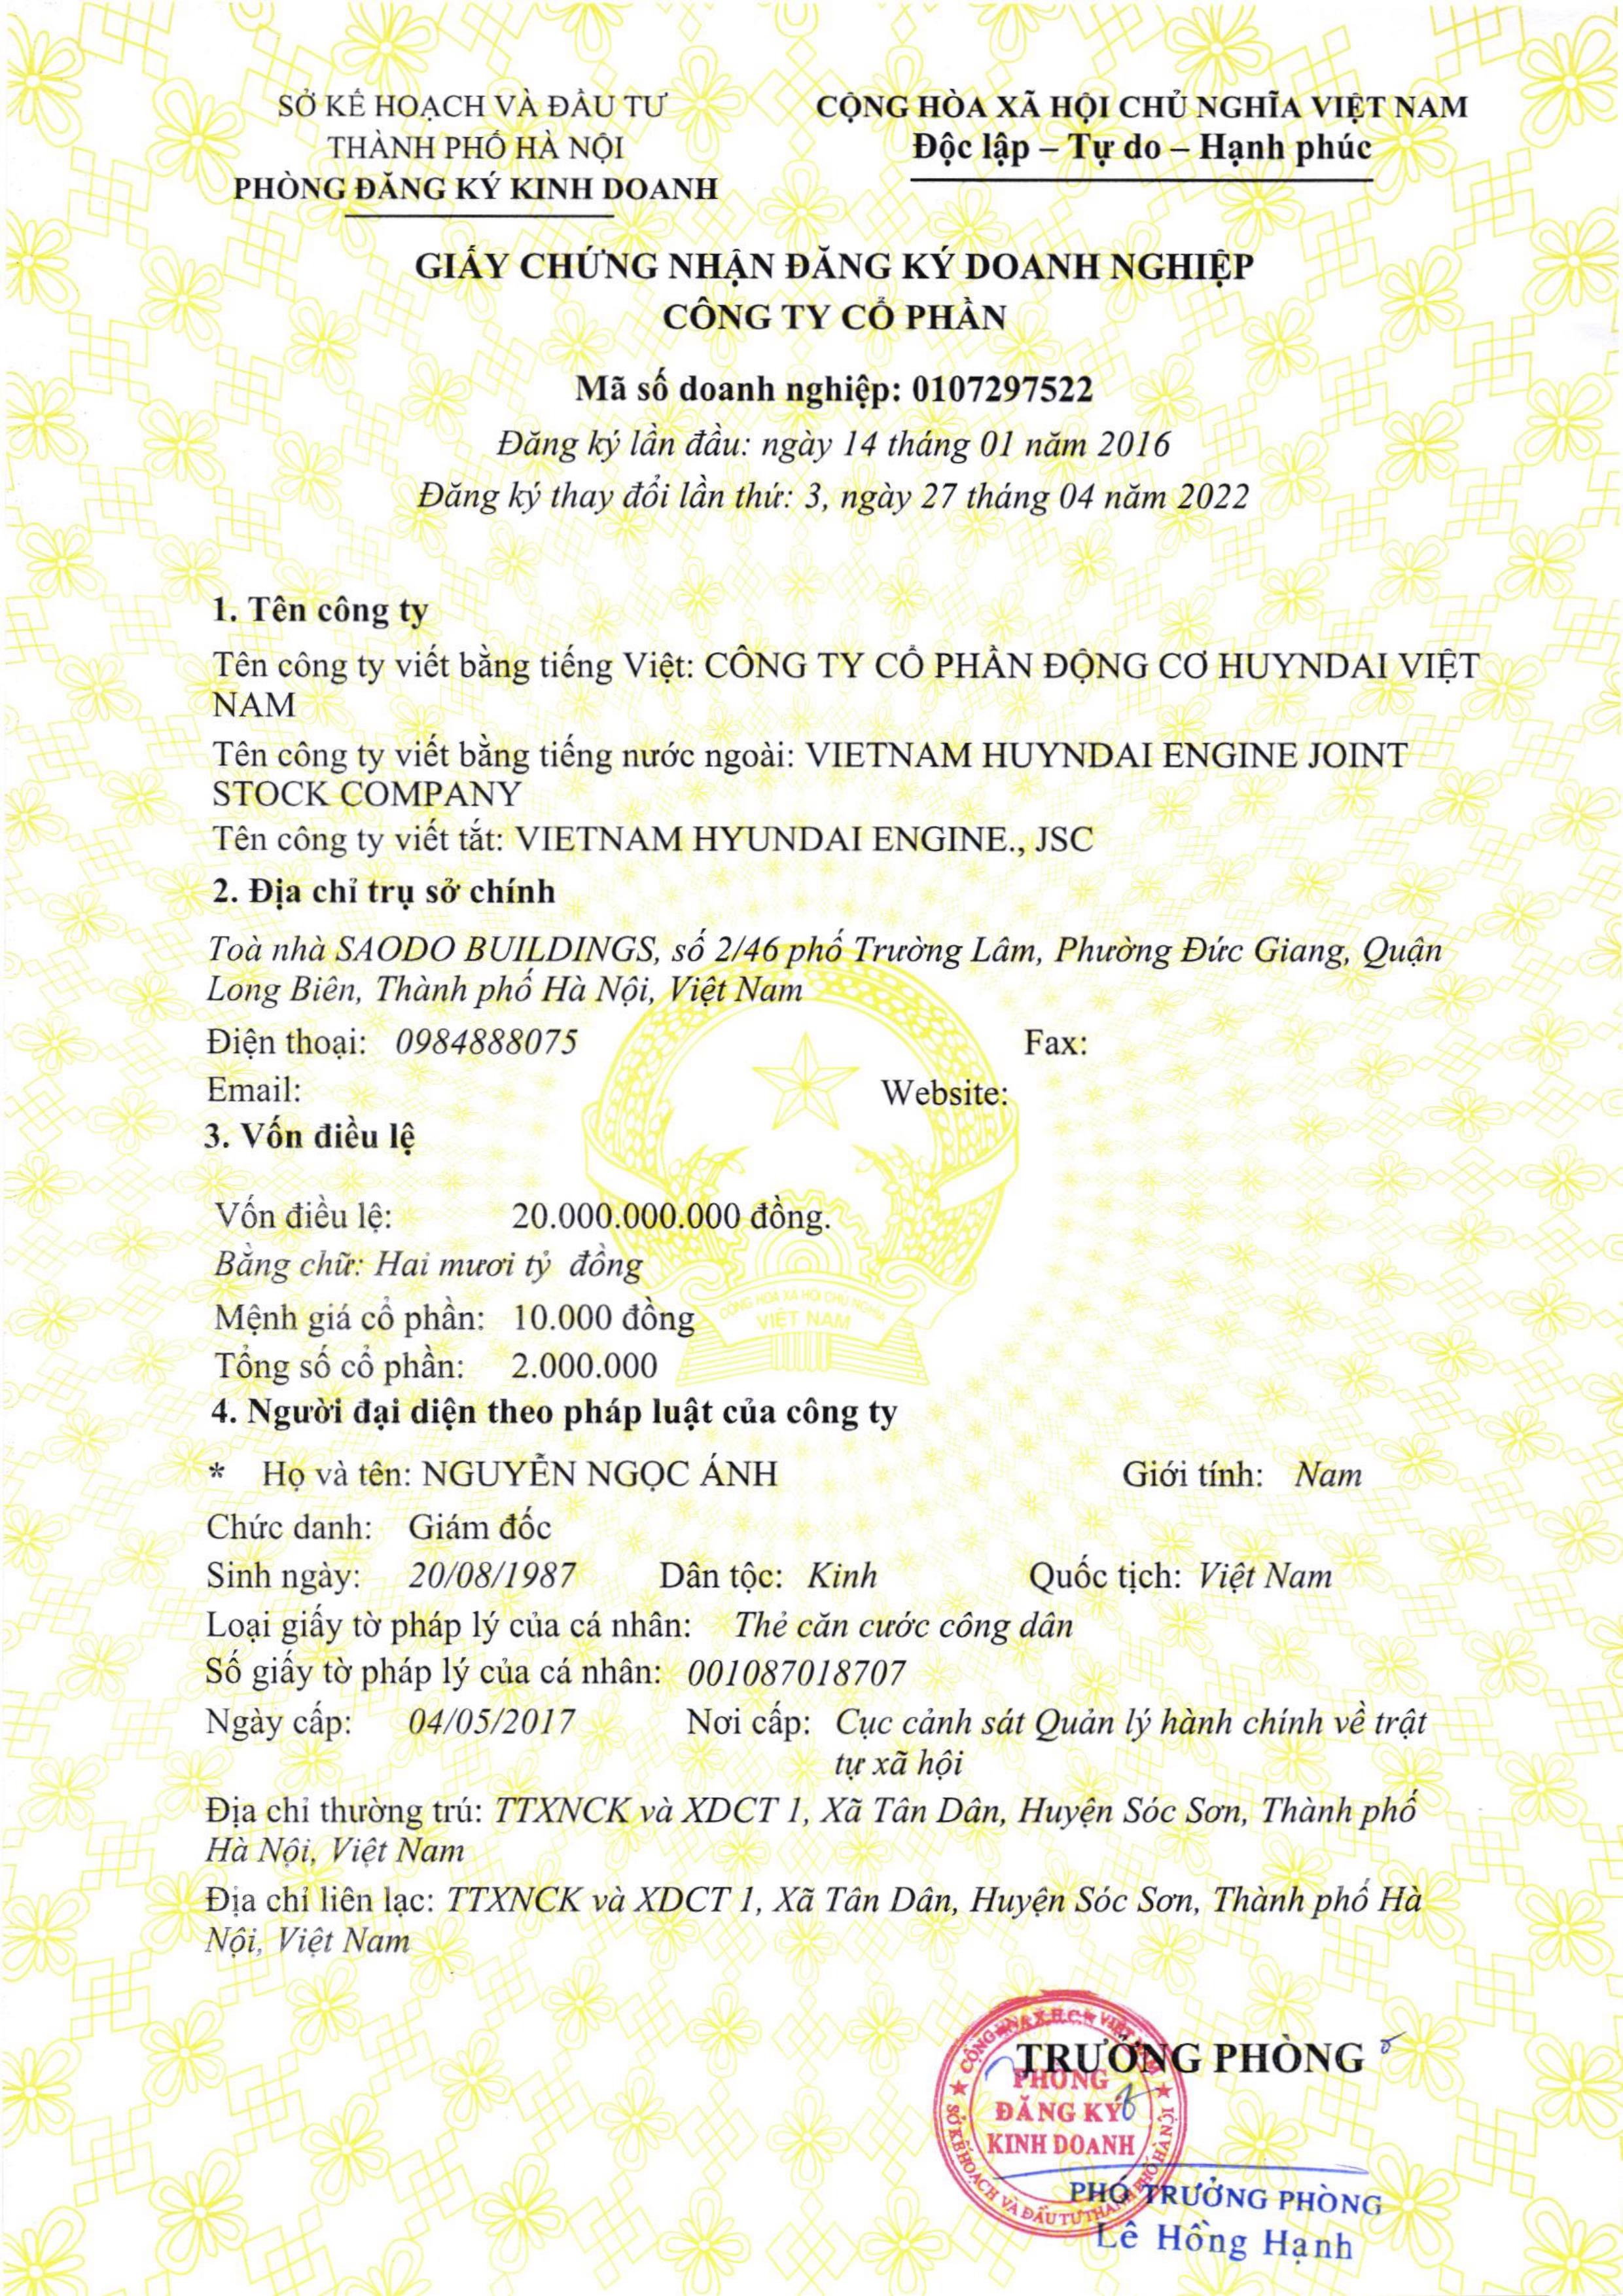 SỞ KẾ HOẠCH VÀ ĐẦU TƯ
THÀNH PHỐ HÀ NỘI
PHÒNG ĐĂNG KÝ KINH DOANH
CỘNG HÒA XÃ HỘI CHỦ NGHĨA VIỆT NAM
Độc lập – Tự do – Hạnh phúc
GIẤY CHỨNG NHẬN ĐĂNG KÝ DOANH NGHIỆP
CÔNG TY CỔ PHẦN
Mã số doanh nghiệp: 0107297522
Đăng ký lần đầu: ngày 14 tháng 01 năm 2016
Đăng ký thay đổi lần thứ: 3, ngày 27 tháng 04 năm 2022
1. Tên công ty
Tên công ty viết bằng tiếng Việt: CÔNG TY CỔ PHẦN ĐỘNG CƠ HUYNDAI VIỆT
NAM
Tên công ty viết bằng tiếng nước ngoài: VIETNAM HUYNDAI ENGINE JOINT
STOCK COMPANY
Tên công ty viết tắt: VIETNAM HYUNDAI ENGINE., JSC
2. Địa chỉ trụ sở chính
Toà nhà SAODO BUILDINGS, số 2/46 phố Trường Lâm, Phường Đức Giang, Quận
Long Biên, Thành phố Hà Nội, Việt Nam
Điện thoại: 0984888075 Fax:
Email: Website:
3. Vốn điều lệ
Vốn điều lệ: 20.000.000.000 đồng.
Bằng chữ: Hai mươi tỷ đồng
Mệnh giá cổ phần: 10.000 đồng
CỘNG HÒA XÃ HỘI CHỦ NGHĨA
VIỆT NAM
Tổng số cổ phần: 2.000.000
4. Người đại diện theo pháp luật của công ty
* Họ và tên: NGUYỄN NGỌC ÁNH Giới tính: Nam
Chức danh: Giám đốc
Sinh ngày: 20/08/1987 Dân tộc: Kinh Quốc tịch: Việt Nam
Loại giấy tờ pháp lý của cá nhân: Thẻ căn cước công dân
Số giấy tờ pháp lý của cá nhân: 001087018707
Ngày cấp: 04/05/2017 Nơi cấp: Cục cảnh sát Quản lý hành chính về trật
tự xã hội
Địa chỉ thường trú: TTXNCK và XDCT 1, Xã Tân Dân, Huyện Sóc Sơn, Thành phố
Hà Nội, Việt Nam
Địa chỉ liên lạc: TTXNCK và XDCT 1, Xã Tân Dân, Huyện Sóc Sơn, Thành phố Hà
Nội, Việt Nam
TRƯỞNG PHÒNG
CỘNG HÒA X.H.C.N VIỆT NAM
PHÒNG
ĐĂNG KÝ
KINH DOANH
SỞ KẾ HOẠCH VÀ ĐẦU TƯ THÀNH PHỐ HÀ NỘI
PHÓ TRƯỞNG PHÒNG
Lê Hồng Hạnh